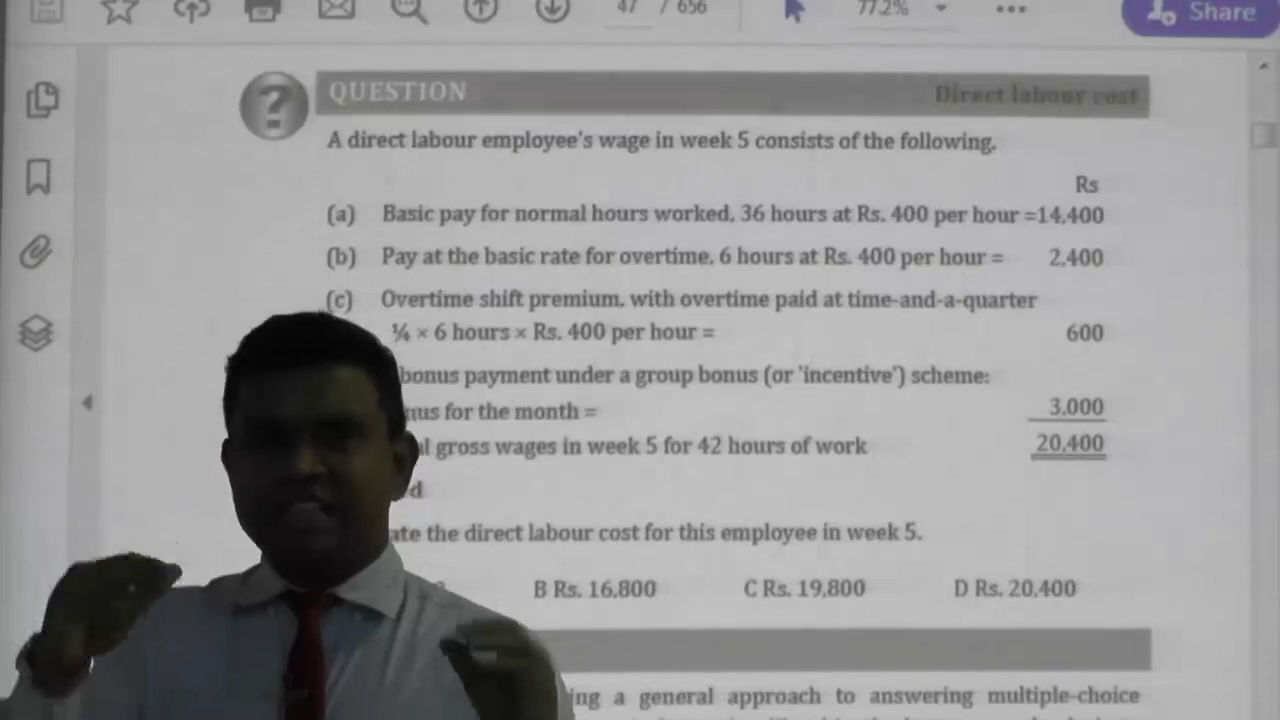 47 / 656
77.2%
Share
QUESTION
Direct labour cost
A direct labour employee's wage in week 5 consists of the following.
Rs
(a) Basic pay for normal hours worked, 36 hours at Rs. 400 per hour =14,400
(b) Pay at the basic rate for overtime, 6 hours at Rs. 400 per hour = 2,400
(c) Overtime shift premium, with overtime paid at time-and-a-quarter
¼ × 6 hours × Rs. 400 per hour = 600
bonus payment under a group bonus (or 'incentive') scheme:
for the month = 3,000
gross wages in week 5 for 42 hours of work 20,400
the direct labour cost for this employee in week 5.
B Rs. 16,800 C Rs. 19,800 D Rs. 20,400
a general approach to answering multiple-choice